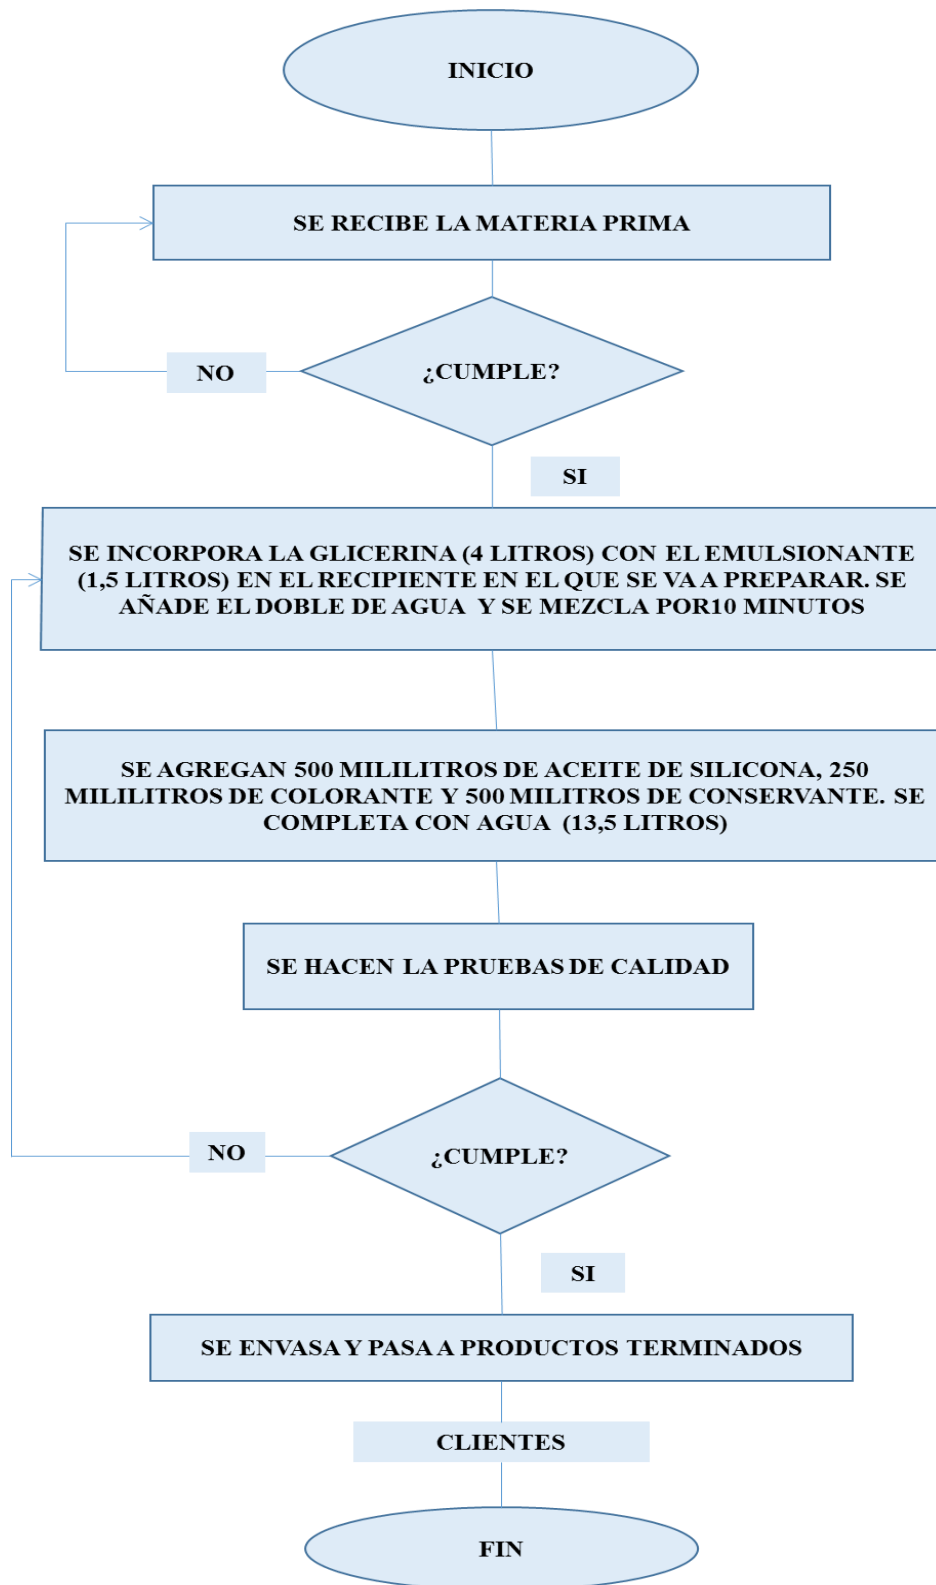 INICIO
SE RECIBE LA MATERIA PRIMA
¿CUMPLE?
NO
SI
SE INCORPORA LA GLICERINA (4 LITROS) CON EL EMULSIONANTE
(1,5 LITROS) EN EL RECIPIENTE EN EL QUE SE VA A PREPARAR. SE
AÑADE EL DOBLE DE AGUA Y SE MEZCLA POR10 MINUTOS
SE AGREGAN 500 MILILITROS DE ACEITE DE SILICONA, 250
MILILITROS DE COLORANTE Y 500 MILITROS DE CONSERVANTE. SE
COMPLETA CON AGUA (13,5 LITROS)
SE HACEN LA PRUEBAS DE CALIDAD
¿CUMPLE?
NO
SI
SE ENVASA Y PASA A PRODUCTOS TERMINADOS
CLIENTES
FIN